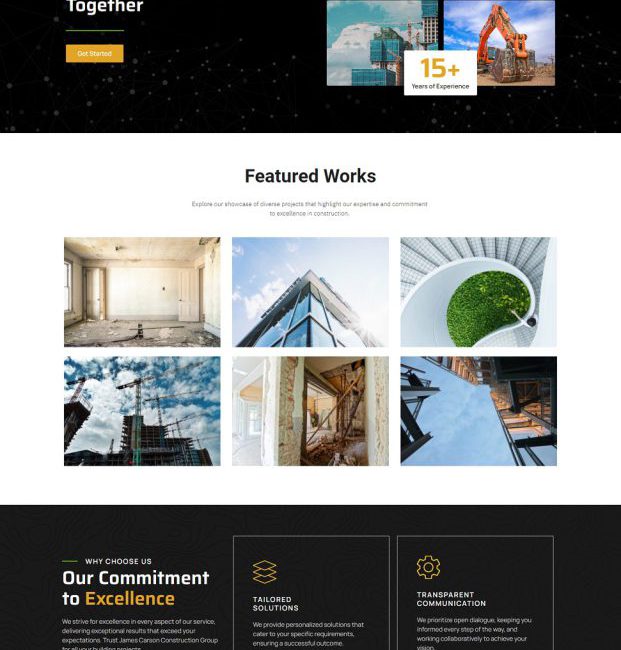 Together
Get Started
15+
Years of Experience
Featured Works
Explore our showcase of diverse projects that highlight our expertise and commitment
to excellence in construction.
WHY CHOOSE US
Our Commitment
to Excellence
We strive for excellence in every aspect of our service,
delivering exceptional results that exceed your
expectations. Trust James Carson Construction Group
for all your building projects.
TAILORED
SOLUTIONS
We provide personalized solutions that
cater to your specific requirements,
ensuring a successful outcome.
TRANSPARENT
COMMUNICATION
We prioritize open dialogue, keeping you
informed every step of the way, and
working collaboratively to achieve your
vision.